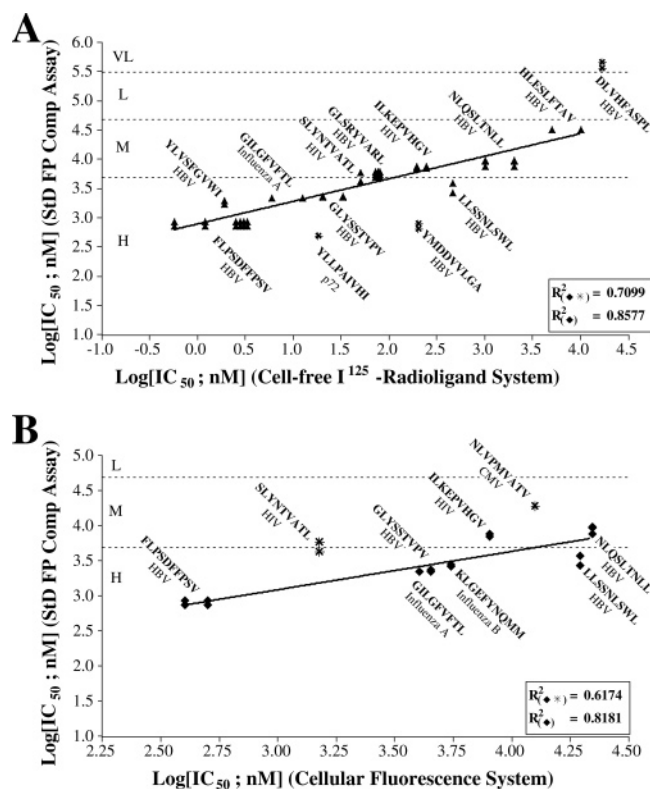 A
Log[IC50 ; nM] (StD FP Comp Assay)
6.0
5.5
5.0
4.5
4.0
3.5
3.0
2.5
2.0
1.5
1.0
VL
L
M
H
YLVSFGVWI
HBV
GILGFVFTL
Influenza A
SLYNTVATL
HIV
GLSRYVARL
HBV
ILKEPVHGV
HIV
NLQSLTNLL
HBV
HLESLFTAV
HBV
DLVHFASPL
HBV
FLPSDFFPSV
HBV
YLLPAIVHI
p72
GLYSSTVPV
HBV
YMDDVVLGA
HBV
LLSSNLSWL
HBV
R2(◆ ✳) = 0.7099
R2(◆) = 0.8577
-1.0 -0.5 0.0 0.5 1.0 1.5 2.0 2.5 3.0 3.5 4.0 4.5
Log[IC50 ; nM] (Cell-free I125 -Radioligand System)
B
Log[IC50 ; nM] (StD FP Comp Assay)
5.0
4.5
4.0
3.5
3.0
2.5
2.0
1.5
1.0
L
M
H
FLPSDFFPSV
HBV
SLYNTVATL
HIV
GLYSSTVPV
HBV
ILKEPVHGV
HIV
NLVPMVATV
CMV
GILGFVFTL
Influenza A
KLGEFYNQMM
Influenza B
NLQSLTNLL
HBV
LLSSNLSWL
HBV
R2(◆ ✳) = 0.6174
R2(◆) = 0.8181
2.25 2.50 2.75 3.00 3.25 3.50 3.75 4.00 4.25 4.50
Log[IC50 ; nM] (Cellular Fluorescence System)